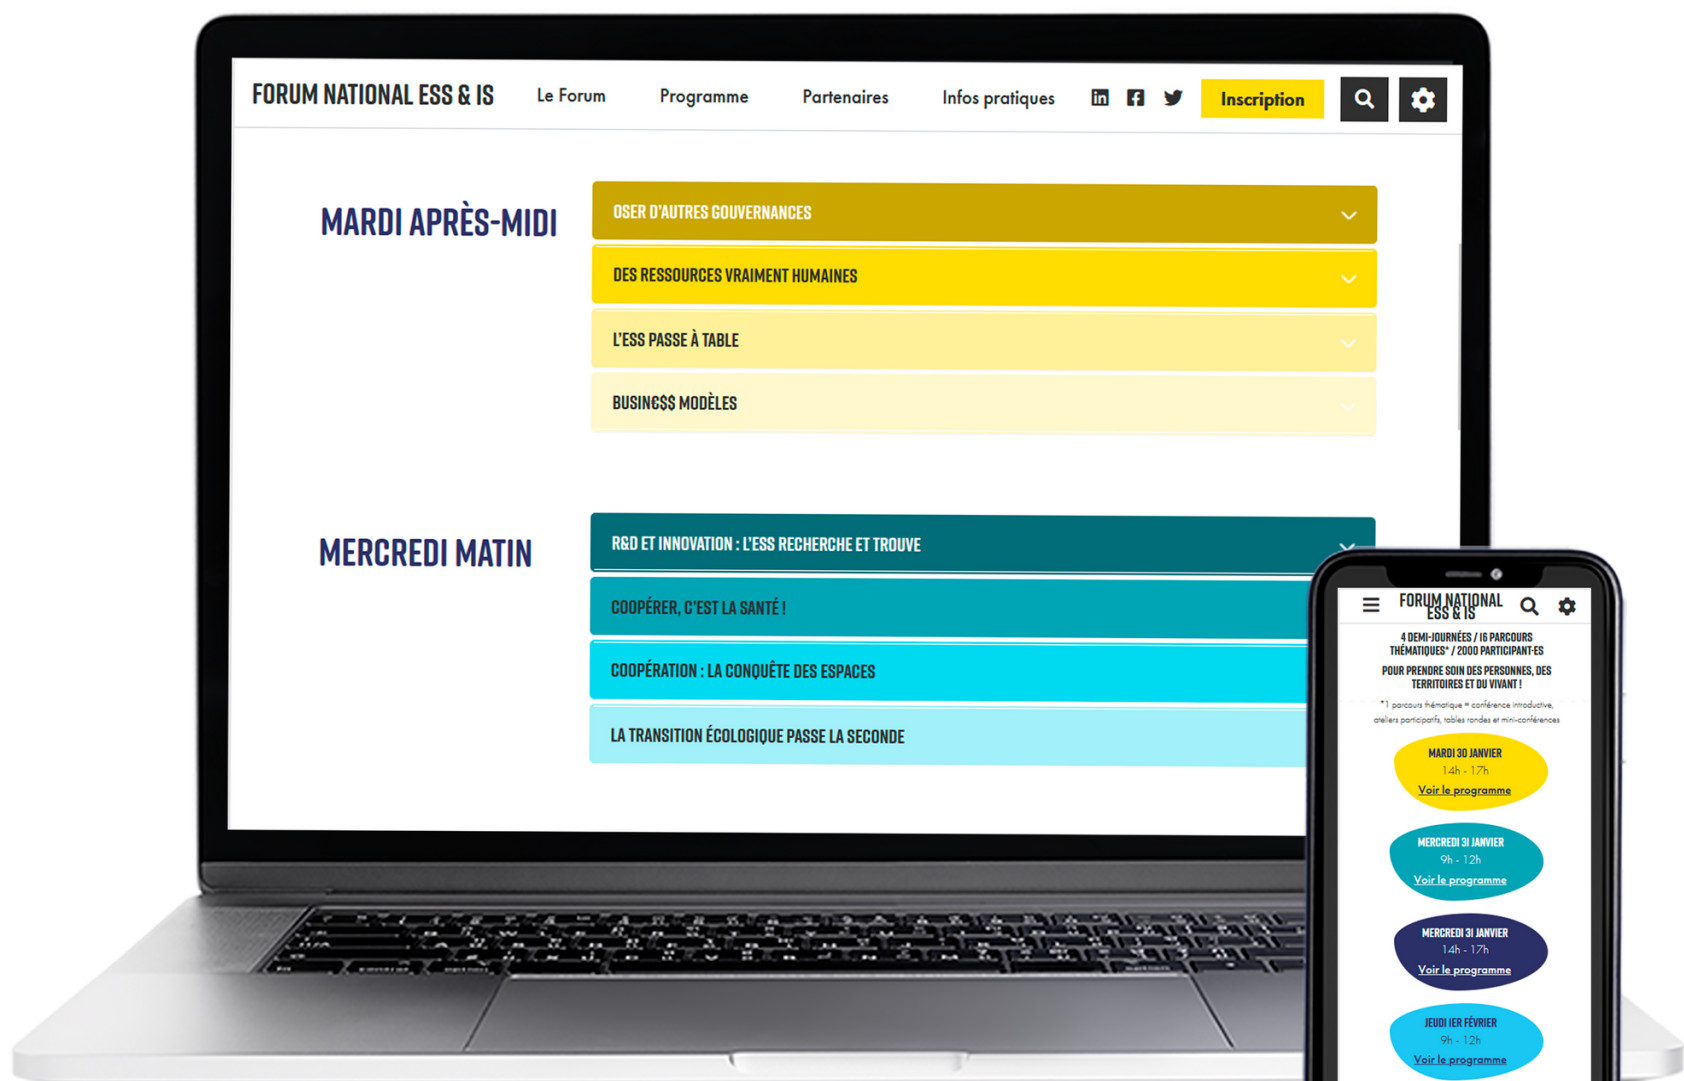 FORUM NATIONAL ESS & IS
Le Forum
Programme
Partenaires
Infos pratiques
Inscription
MARDI APRÈS-MIDI
OSER D'AUTRES GOUVERNANCES
DES RESSOURCES VRAIMENT HUMAINES
L'ESS PASSE À TABLE
BUSIN€$$ MODÈLES
MERCREDI MATIN
R&D ET INNOVATION : L'ESS RECHERCHE ET TROUVE
COOPÉRER, C'EST LA SANTÉ !
COOPÉRATION : LA CONQUÊTE DES ESPACES
LA TRANSITION ÉCOLOGIQUE PASSE LA SECONDE
FORUM NATIONAL
ESS & IS
4 DEMI-JOURNÉES / 16 PARCOURS
THÉMATIQUES* / 2000 PARTICIPANT·ES
POUR PRENDRE SOIN DES PERSONNES, DES
TERRITOIRES ET DU VIVANT !
*1 parcours thématique = conférence introductive,
ateliers participatifs, tables rondes et mini-conférences
MARDI 30 JANVIER
14h - 17h
Voir le programme
MERCREDI 31 JANVIER
9h - 12h
Voir le programme
MERCREDI 31 JANVIER
14h - 17h
Voir le programme
JEUDI 1ER FÉVRIER
9h - 12h
Voir le programme